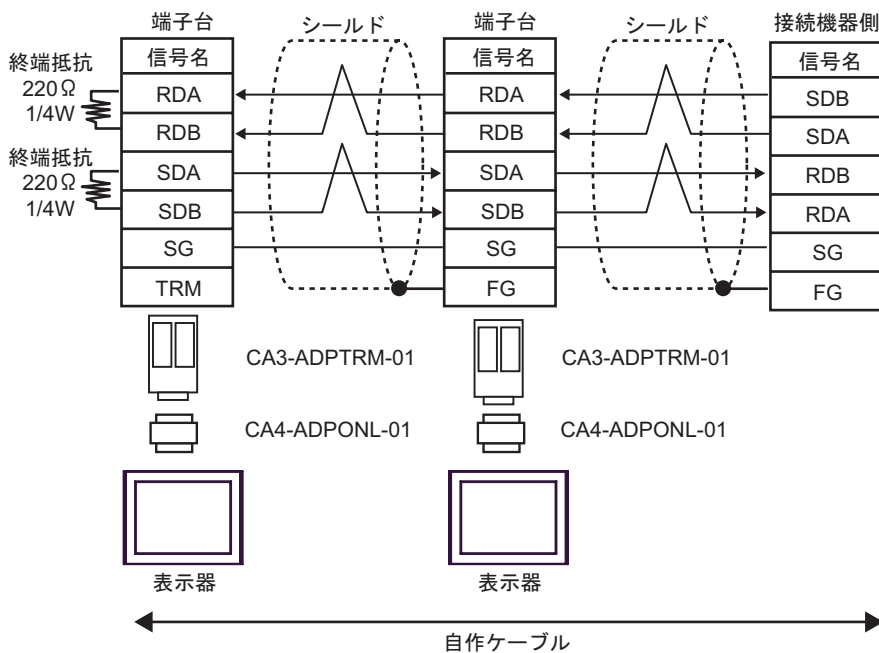 端子台
シールド
端子台
シールド
接続機器側
終端抵抗
220Ω
1/4W
終端抵抗
220Ω
1/4W
信号名
RDA
RDB
SDA
SDB
SG
TRM
信号名
RDA
RDB
SDA
SDB
SG
FG
信号名
SDB
SDA
RDB
RDA
SG
FG
CA3-ADPTRM-01
CA3-ADPTRM-01
CA4-ADPONL-01
CA4-ADPONL-01
表示器
表示器
自作ケーブル